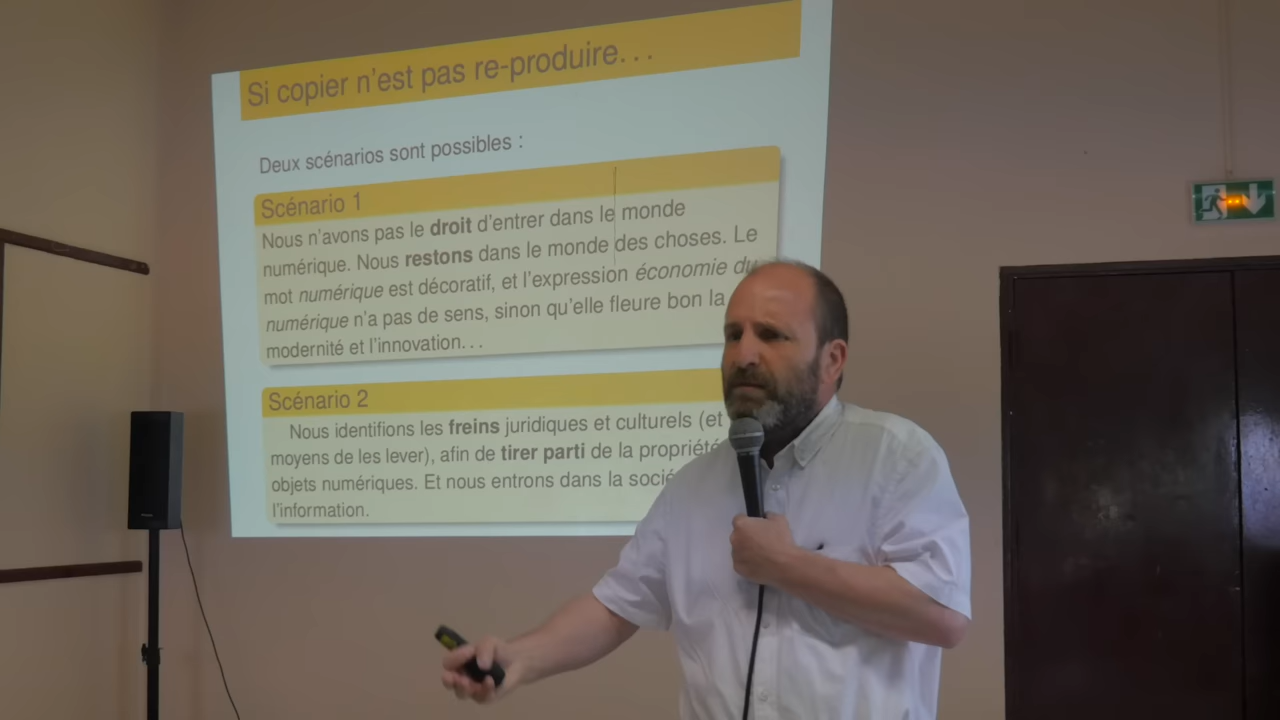 Si copier n'est pas re-produire...
Deux scénarios sont possibles :
Scénario 1
Nous n'avons pas le droit d'entrer dans le monde
numérique. Nous restons dans le monde des choses. Le
mot numérique est décoratif, et l'expression économie du
numérique n'a pas de sens, sinon qu'elle fleure bon la
modernité et l'innovation...
Scénario 2
Nous identifions les freins juridiques et culturels (et
moyens de les lever), afin de tirer parti de la propriété
objets numériques. Et nous entrons dans la socié
l'information.